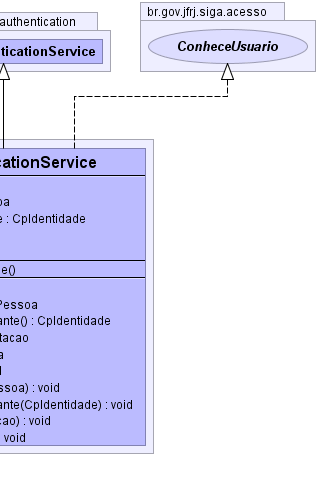 authentication
br.gov.jfrj.siga.acesso
ticationService
ConheceUsuario
cationService
oa
e : CpIdentidade
e()
Pessoa
ante() : CpIdentidade
tacao
a
l
ssoa) : void
ante(CpIdentidade) : void
cao) : void
: void